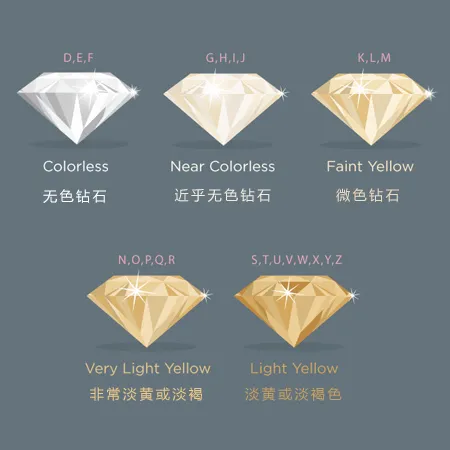 D,E,F
G,H,I,J
K,L,M
Colorless
Near Colorless
Faint Yellow
无色钻石
近乎无色钻石
微色钻石
N,O,P,Q,R
S,T,U,V,W,X,Y,Z
Very Light Yellow
Light Yellow
非常淡黄或淡褐
淡黄或淡褐色